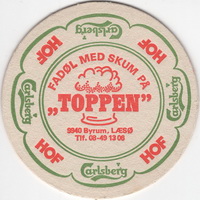 Carlsberg
HOF
HOF
FADØL MED SKUM PÅ
„TOPPEN”
9940 Byrum, LÆSØ
Tlf. 08-49 13 06
Carlsberg
Carlsberg
HOF
HOF
Carlsberg